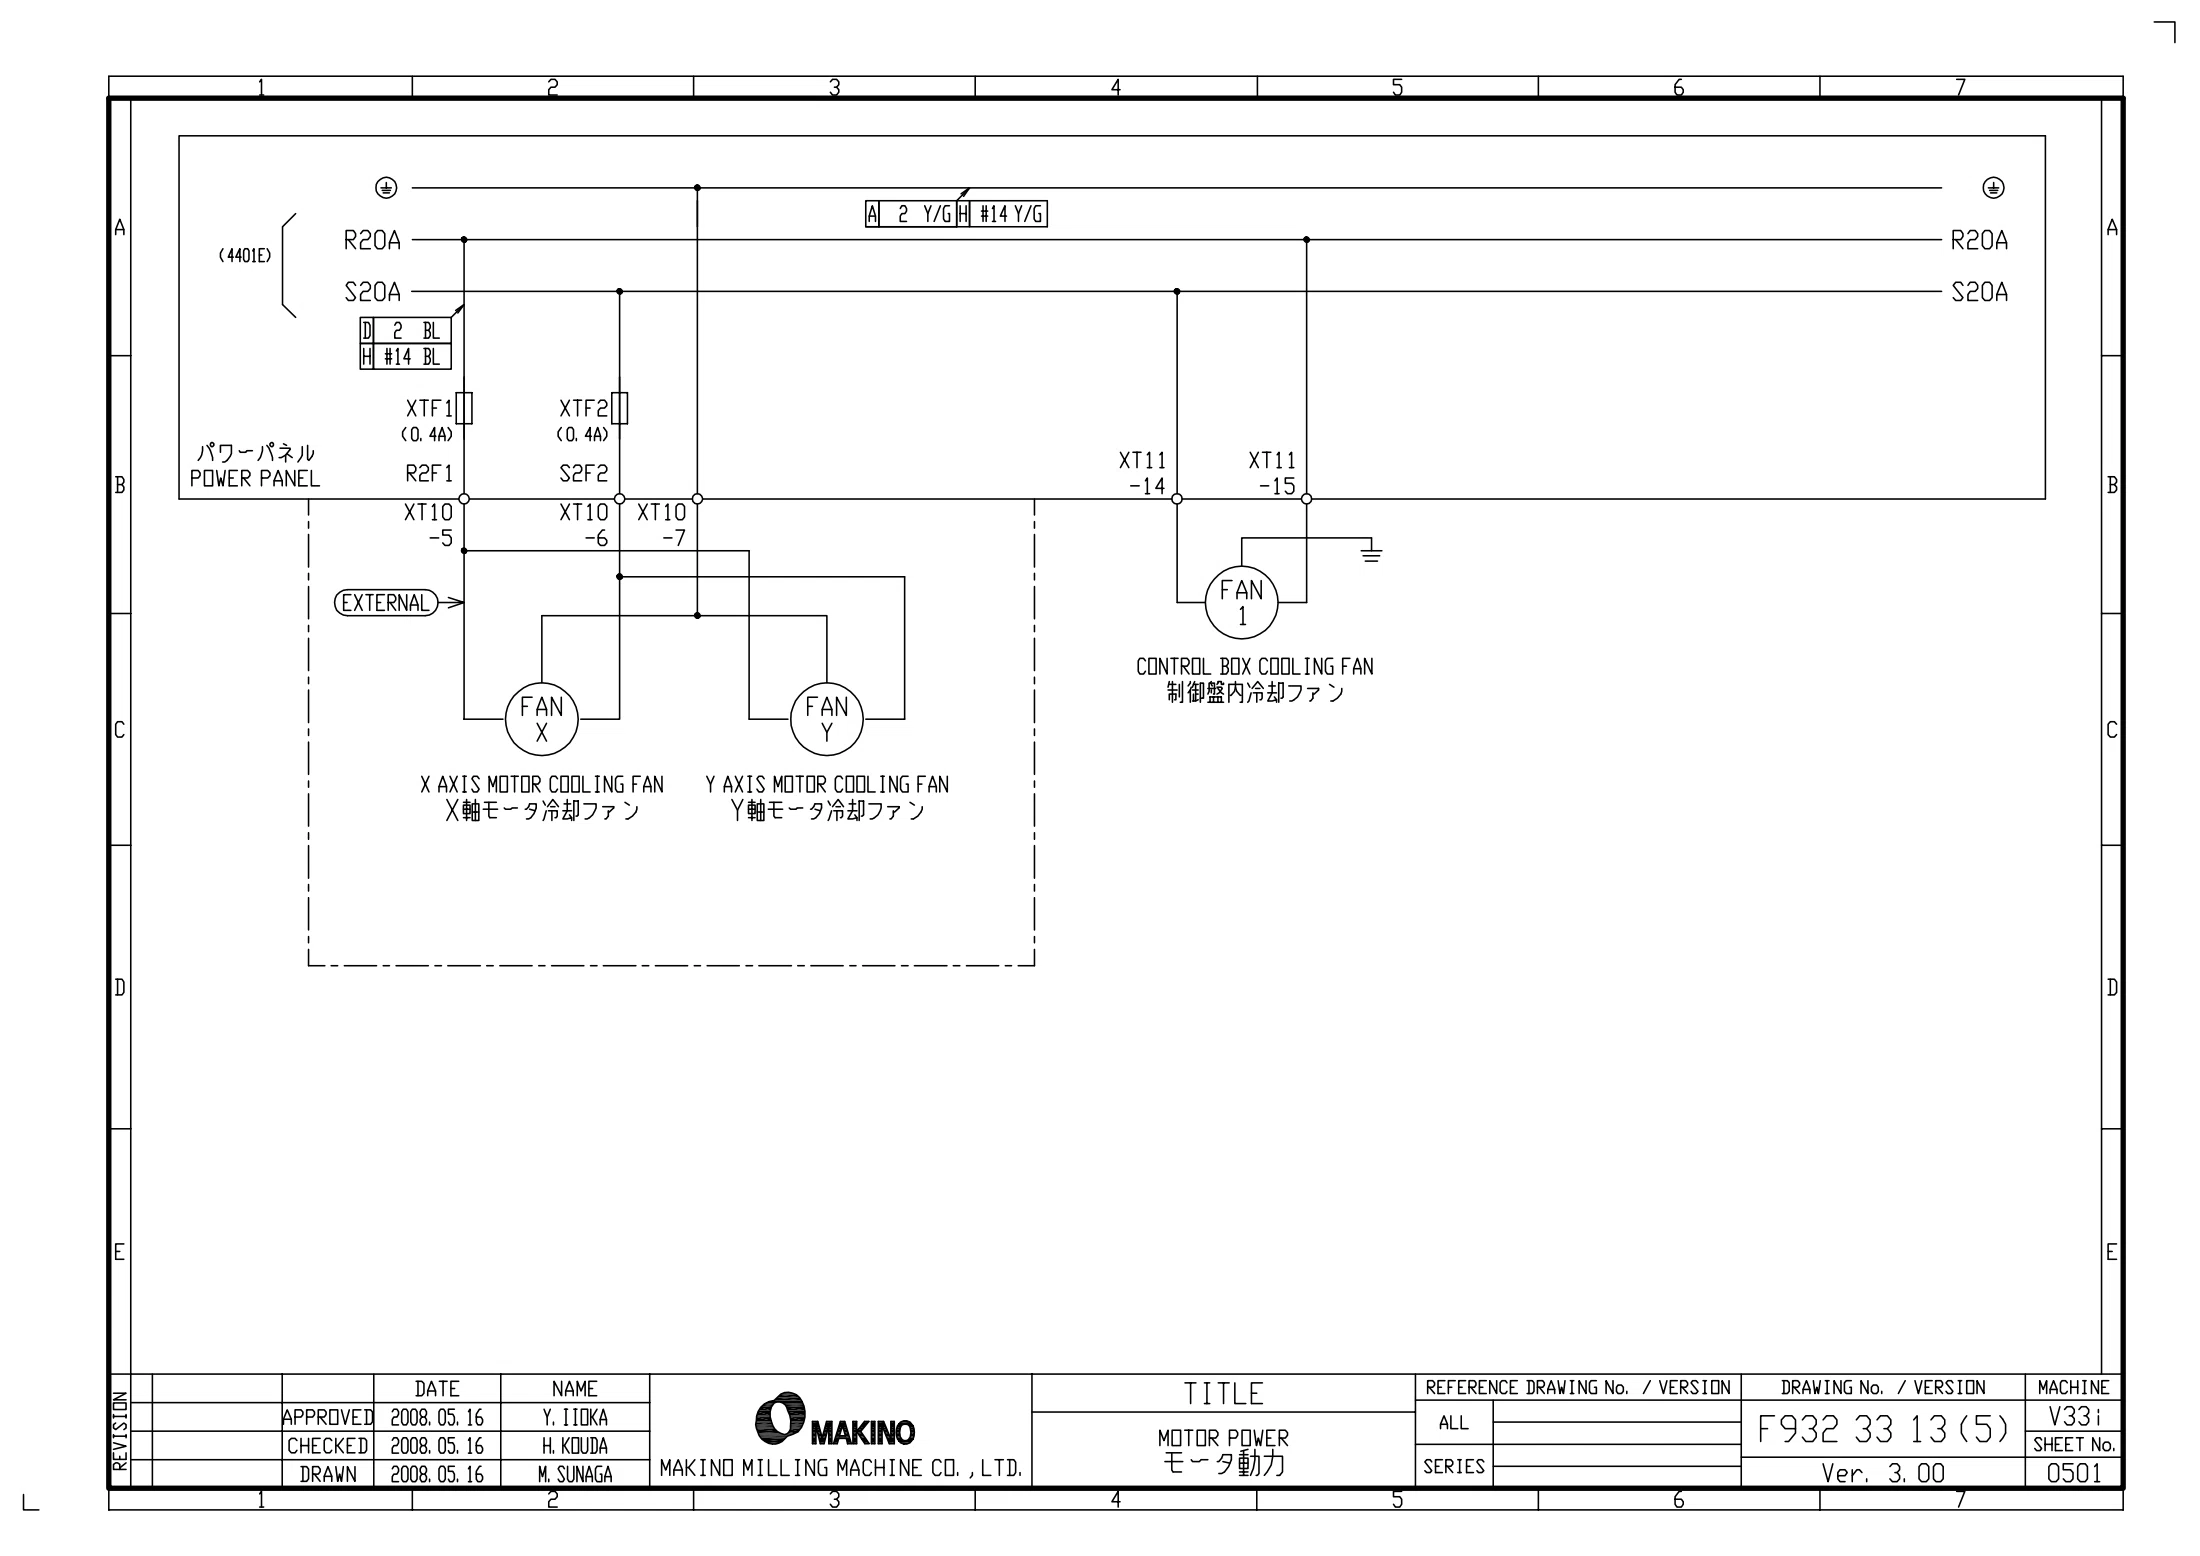 1 2 3 4 5 6 7
A A
R20A R20A
(4401E)
S20A S20A
A 2 Y/G H #14 Y/G
D 2 BL
H #14 BL
XTF1
(0.4A)
XTF2
(0.4A)
パワーパネル
POWER PANEL
R2F1
S2F2
XT11
-14
XT11
-15
B B
XT10
-5
XT10
-6
XT10
-7
EXTERNAL
FAN
1
CONTROL BOX COOLING FAN
制御盤内冷却ファン
FAN
X
FAN
Y
C C
X AXIS MOTOR COOLING FAN
X軸モータ冷却ファン
Y AXIS MOTOR COOLING FAN
Y軸モータ冷却ファン
D D
E E
REVISION
DATE NAME
APPROVED 2008.05.16 Y. IIOKA
CHECKED 2008.05.16 H. KOUDA
DRAWN 2008.05.16 M. SUNAGA
MAKINO
MAKINO MILLING MACHINE CO., LTD.
TITLE
MOTOR POWER
モータ動力
REFERENCE DRAWING No. / VERSION
ALL
SERIES
DRAWING No. / VERSION
F932 33 13(5)
Ver. 3.00
MACHINE
V33i
SHEET No.
0501
1 2 3 4 5 6 7